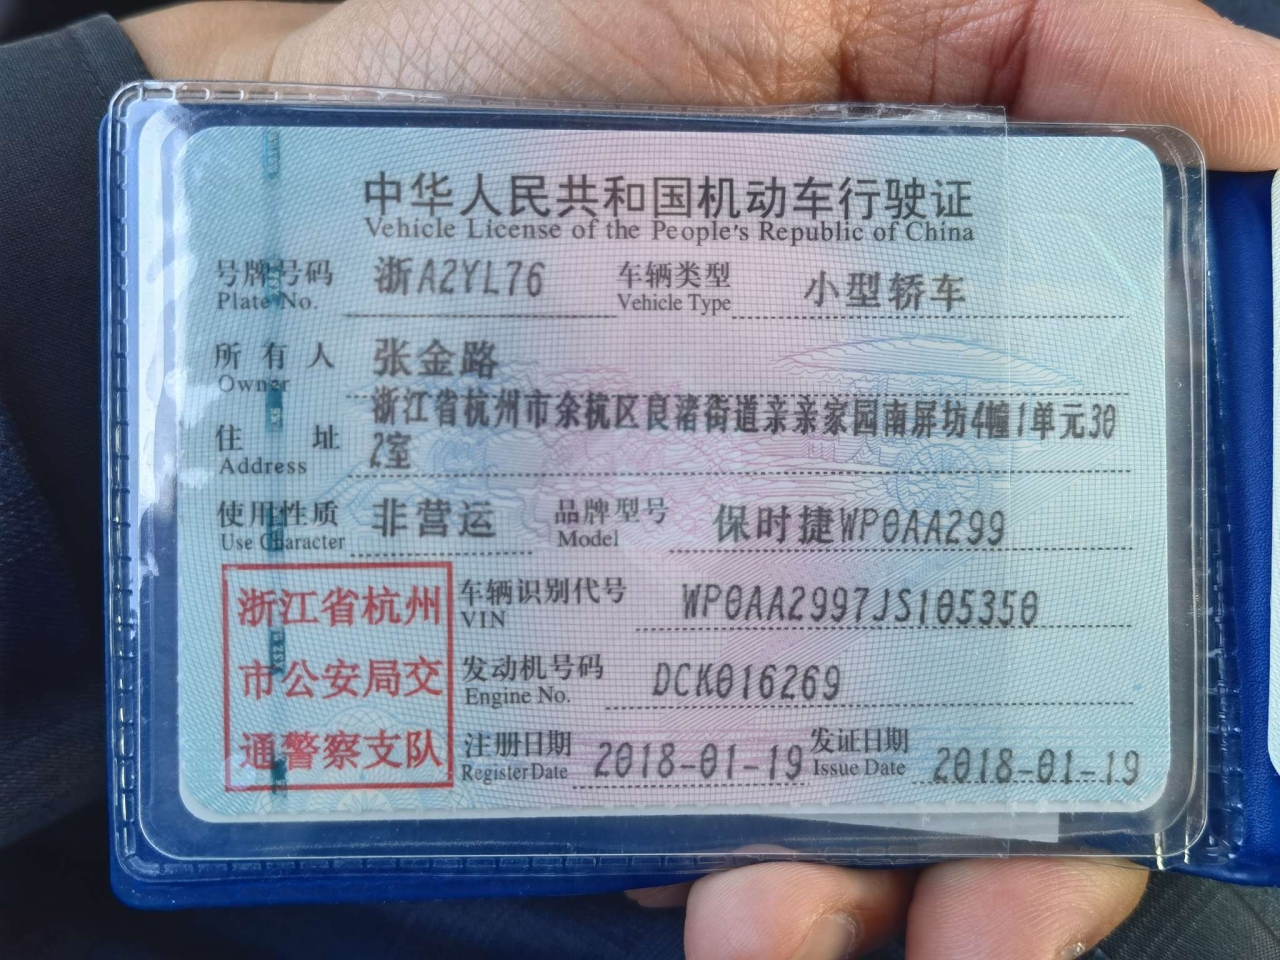 中华人民共和国机动车行驶证
Vehicle License of the People's Republic of China
号牌号码 浙A2YL76 车辆类型 小型轿车
Plate No. Vehicle Type
所有人 张金路
Owner
浙江省杭州市余杭区良渚街道亲亲家园南屏坊4幢1单元30
住址 2室
Address
使用性质 非营运 品牌型号 保时捷WP0AA299
Use Character Model
浙江省杭州
市公安局交
通警察支队
车辆识别代号 WP0AA2997JS105350
VIN
发动机号码 DCK016269
Engine No.
注册日期 2018-01-19 发证日期 2018-01-19
Register Date Issue Date